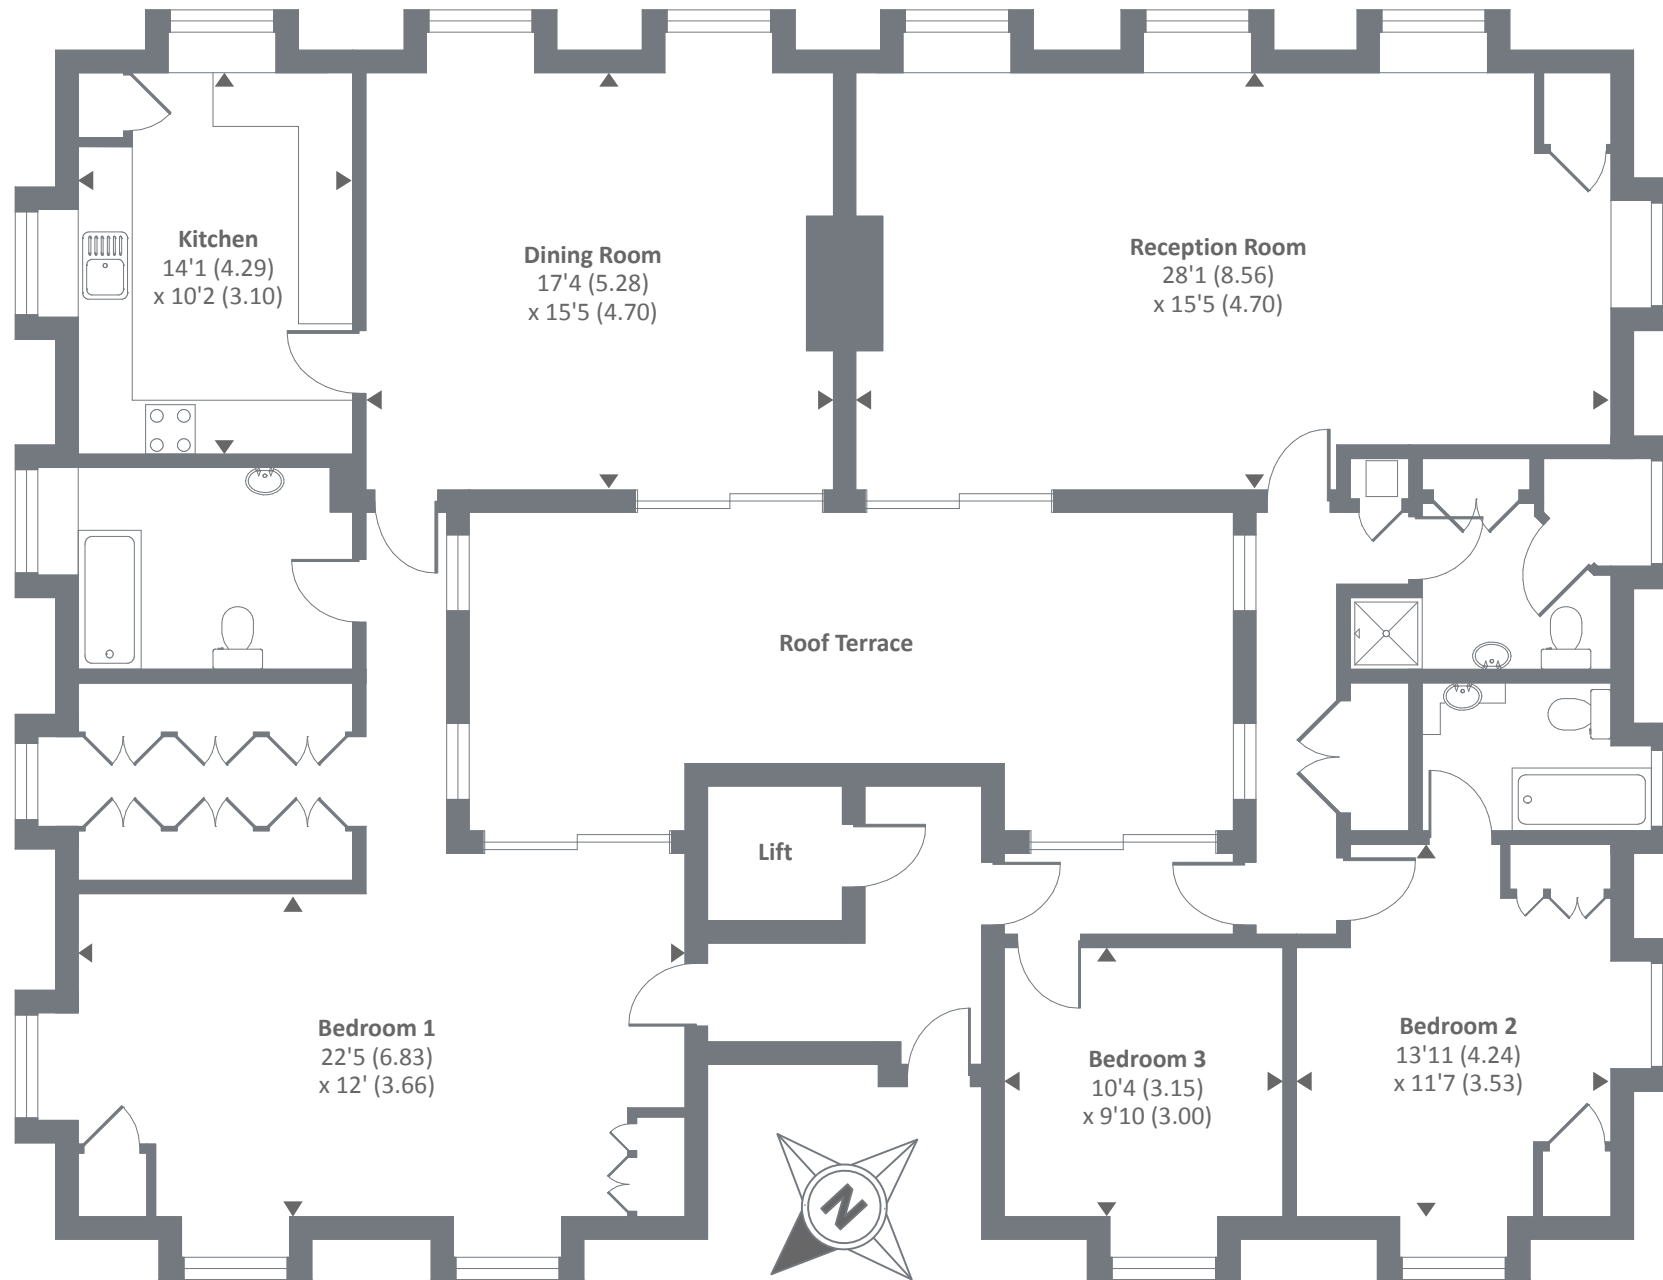 Kitchen
14'1 (4.29)
x 10'2 (3.10)
Dining Room
17'4 (5.28)
x 15'5 (4.70)
Reception Room
28'1 (8.56)
x 15'5 (4.70)
Roof Terrace
Lift
Bedroom 1
22'5 (6.83)
x 12' (3.66)
Bedroom 3
10'4 (3.15)
x 9'10 (3.00)
Bedroom 2
13'11 (4.24)
x 11'7 (3.53)
N